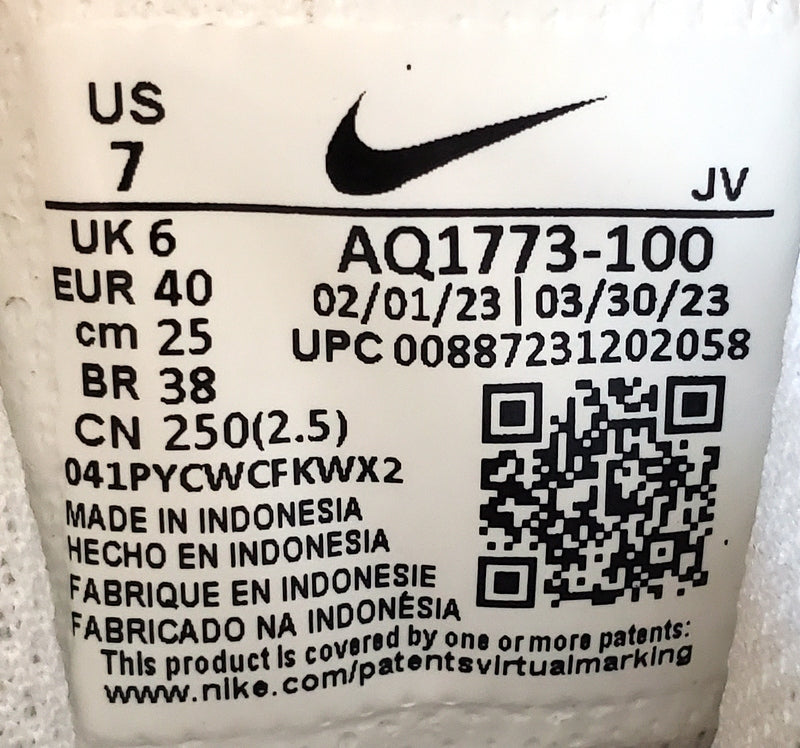 US
7
JV
UK 6
EUR 40
cm 25
BR 38
CN 250(2.5)
AQ1773-100
02/01/23 | 03/30/23
UPC 00887231202058
041PYCWCFKWX2
MADE IN INDONESIA
HECHO EN INDONESIA
FABRIQUE EN INDONESIE
FABRICADO NA INDONÉSIA
This product is covered by one or more patents:
www.nike.com/patentsvirtualmarking